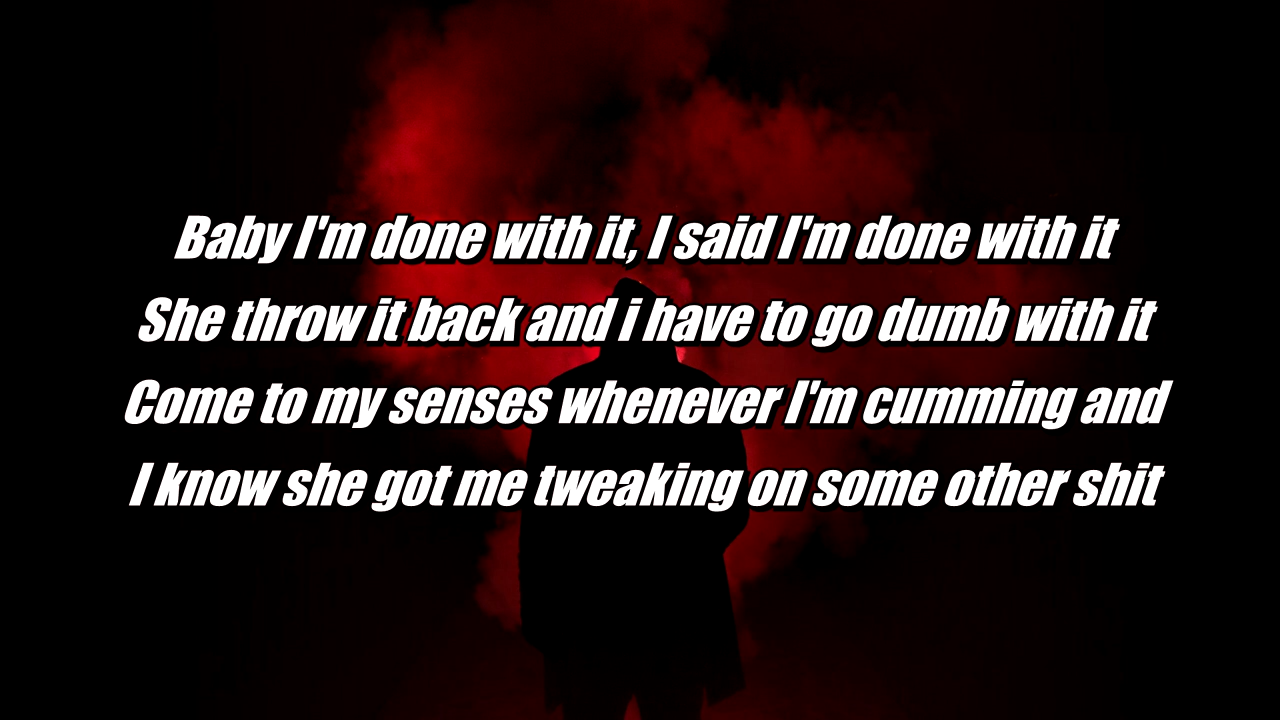 Baby I'm done with it, I said I'm done with it
She throw it back and i have to go dumb with it
Come to my senses whenever I'm cumming and
I know she got me tweaking on some other shit